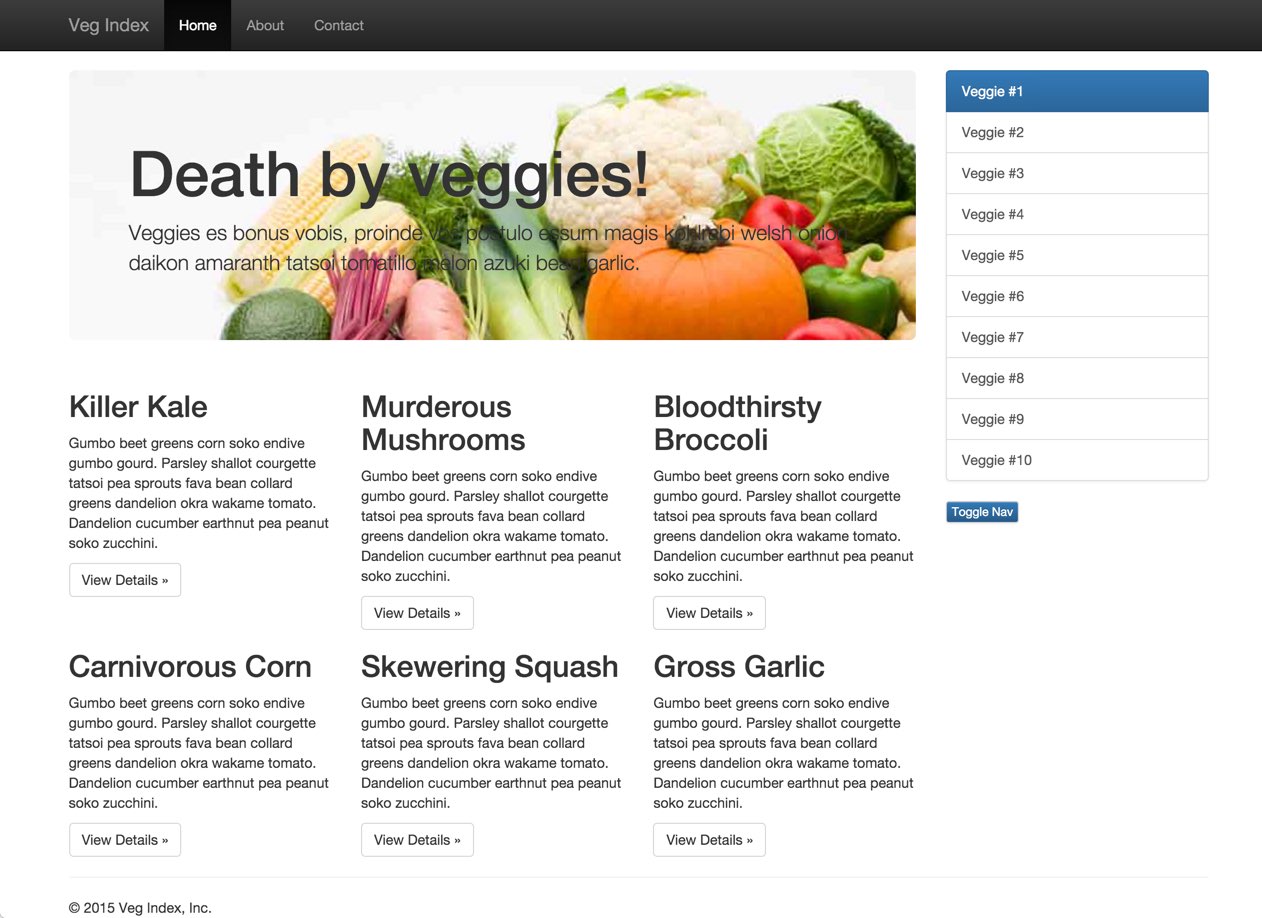 Veg Index Home About Contact
Death by veggies!
Veggies es bonus vobis, proinde vos postulo essum magis kohlrabi welsh onion
daikon amaranth tatsoi tomatillo melon azuki bean garlic.
Killer Kale
Gumbo beet greens corn soko endive
gumbo gourd. Parsley shallot courgette
tatsoi pea sprouts fava bean collard
greens dandelion okra wakame tomato.
Dandelion cucumber earthnut pea peanut
soko zucchini.
View Details »
Murderous
Mushrooms
Gumbo beet greens corn soko endive
gumbo gourd. Parsley shallot courgette
tatsoi pea sprouts fava bean collard
greens dandelion okra wakame tomato.
Dandelion cucumber earthnut pea peanut
soko zucchini.
View Details »
Bloodthirsty
Broccoli
Gumbo beet greens corn soko endive
gumbo gourd. Parsley shallot courgette
tatsoi pea sprouts fava bean collard
greens dandelion okra wakame tomato.
Dandelion cucumber earthnut pea peanut
soko zucchini.
View Details »
Carnivorous Corn
Gumbo beet greens corn soko endive
gumbo gourd. Parsley shallot courgette
tatsoi pea sprouts fava bean collard
greens dandelion okra wakame tomato.
Dandelion cucumber earthnut pea peanut
soko zucchini.
View Details »
Skewering Squash
Gumbo beet greens corn soko endive
gumbo gourd. Parsley shallot courgette
tatsoi pea sprouts fava bean collard
greens dandelion okra wakame tomato.
Dandelion cucumber earthnut pea peanut
soko zucchini.
View Details »
Gross Garlic
Gumbo beet greens corn soko endive
gumbo gourd. Parsley shallot courgette
tatsoi pea sprouts fava bean collard
greens dandelion okra wakame tomato.
Dandelion cucumber earthnut pea peanut
soko zucchini.
View Details »
Veggie #1
Veggie #2
Veggie #3
Veggie #4
Veggie #5
Veggie #6
Veggie #7
Veggie #8
Veggie #9
Veggie #10
Toggle Nav
© 2015 Veg Index, Inc.